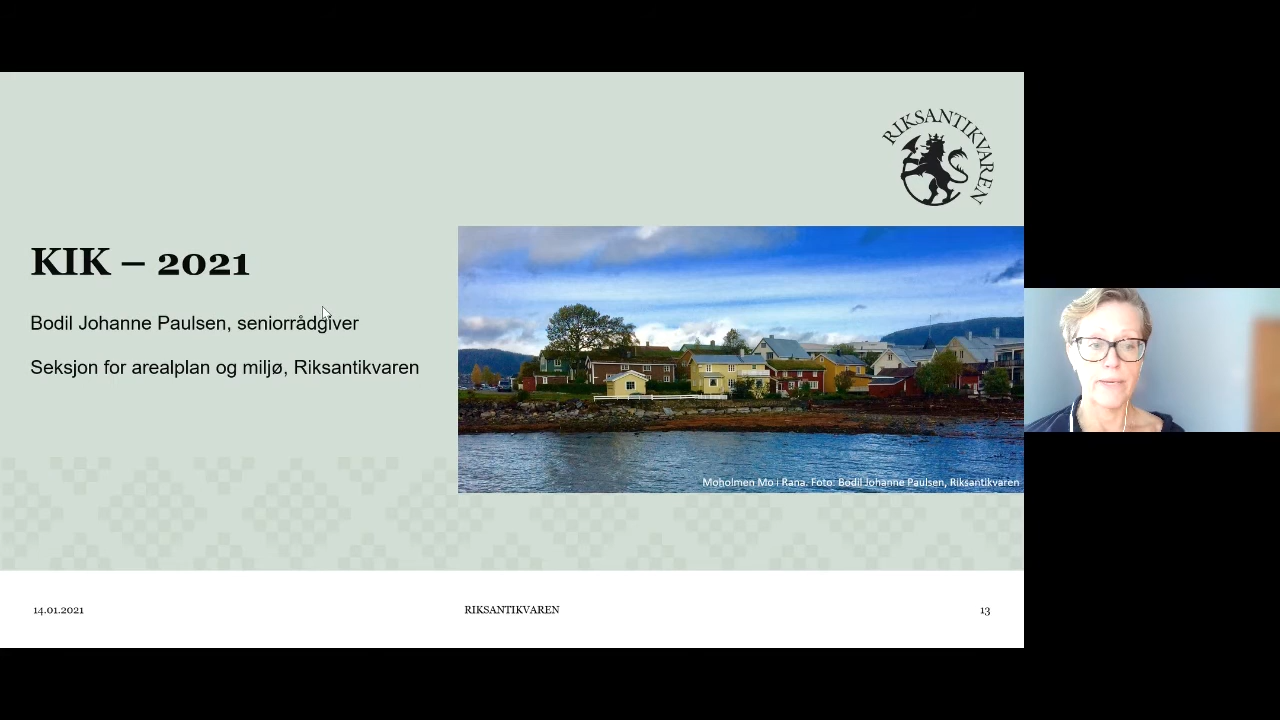 RIKSANTIKVAREN
KIK – 2021
Bodil Johanne Paulsen, seniorrådgiver
Seksjon for arealplan og miljø, Riksantikvaren
Moholmen Mo i Rana. Foto: Bodil Johanne Paulsen, Riksantikvaren
14.01.2021
RIKSANTIKVAREN
13